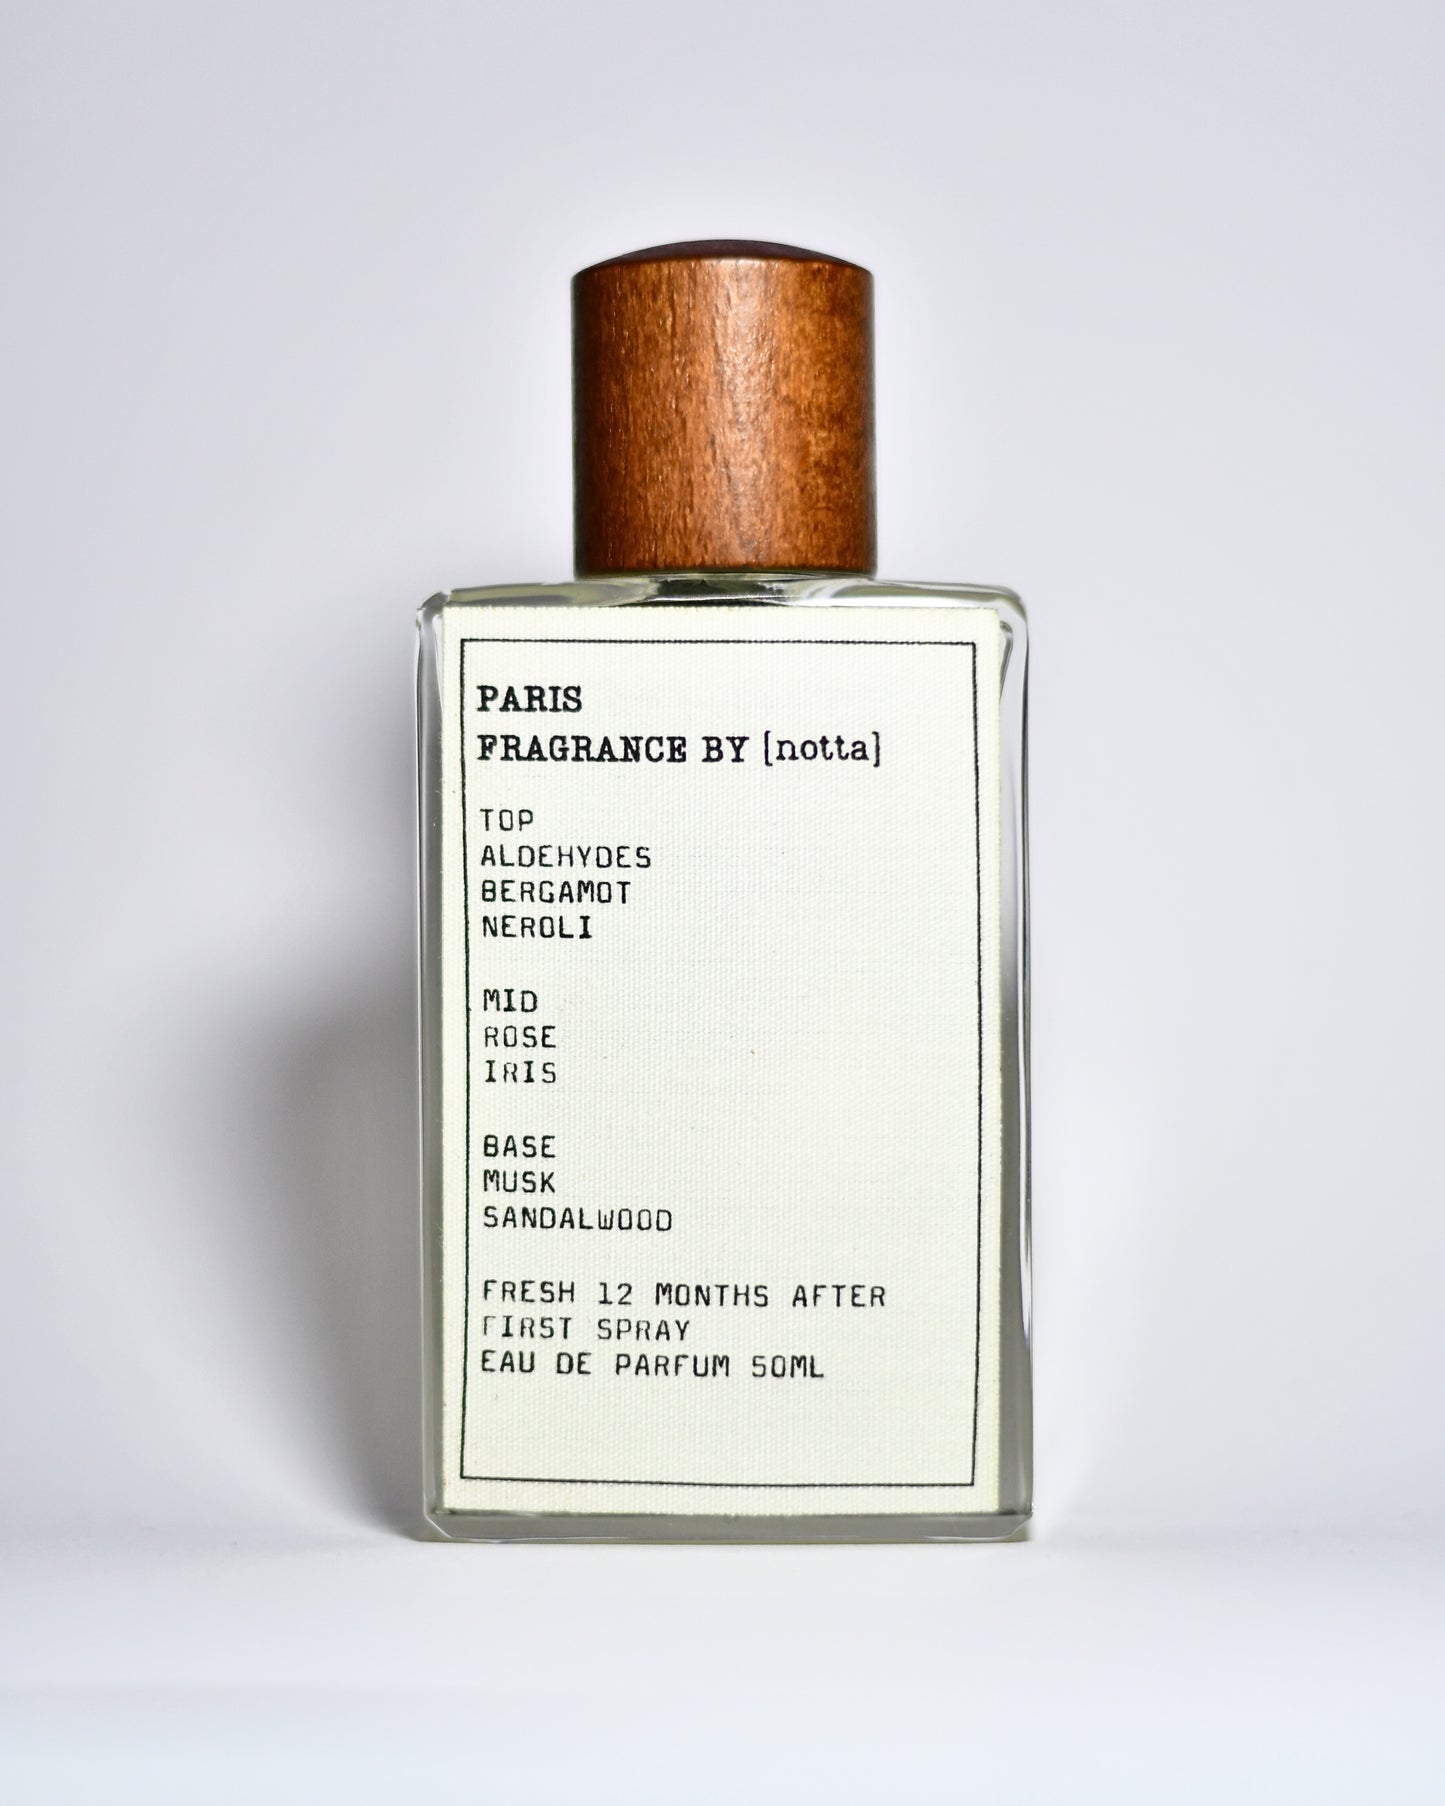 PARIS
FRAGRANCE BY [notta]
TOP
ALDEHYDES
BERGAMOT
NEROLI
MID
ROSE
IRIS
BASE
MUSK
SANDALWOOD
FRESH 12 MONTHS AFTER
FIRST SPRAY
EAU DE PARFUM 50ML